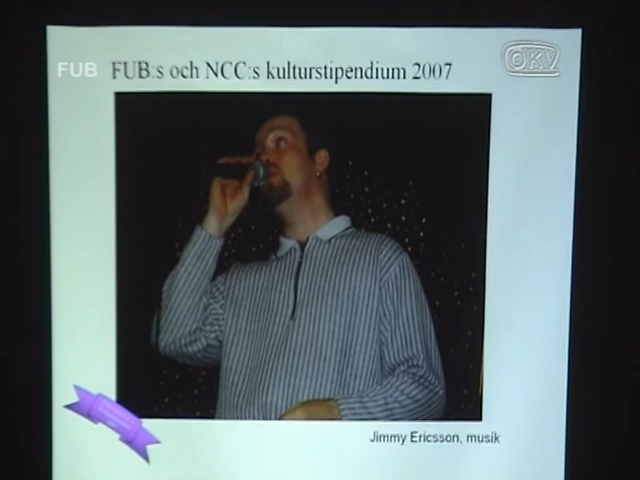 FUB
OKV
FUB:s och NCC:s kulturstipendium 2007
Jimmy Ericsson, musik